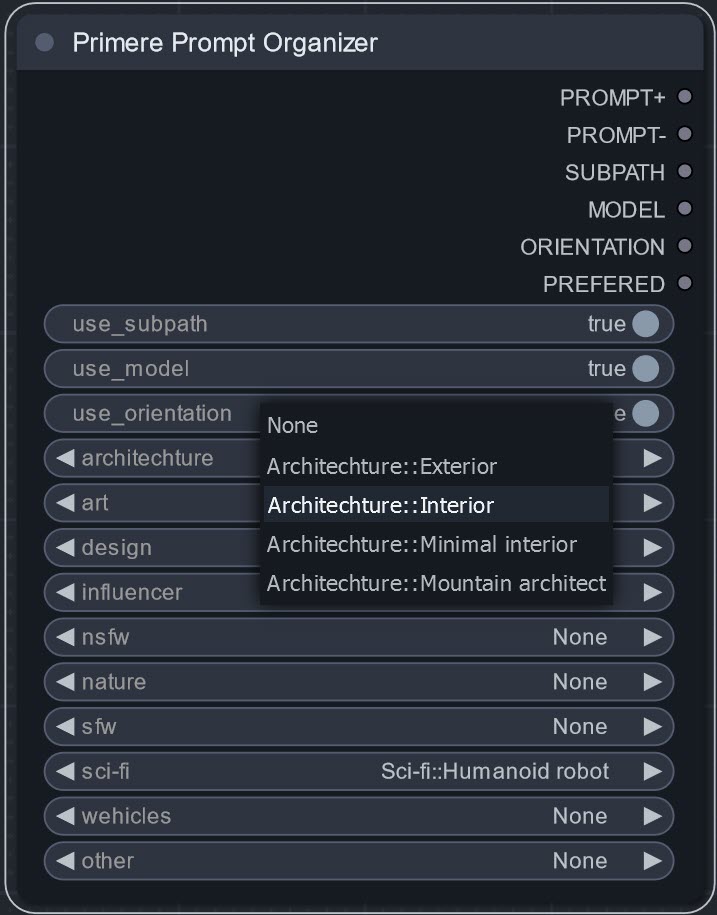 Primere Prompt Organizer
PROMPT+
PROMPT-
SUBPATH
MODEL
ORIENTATION
PREFERED
use_subpath true
use_model true
use_orientation e
None
architechture
Architechture::Exterior
art
Architechture::Interior
design
Architechture::Minimal interior
influencer
Architechture::Mountain architect
nsfw None
nature None
sfw None
sci-fi Sci-fi::Humanoid robot
wehicles None
other None